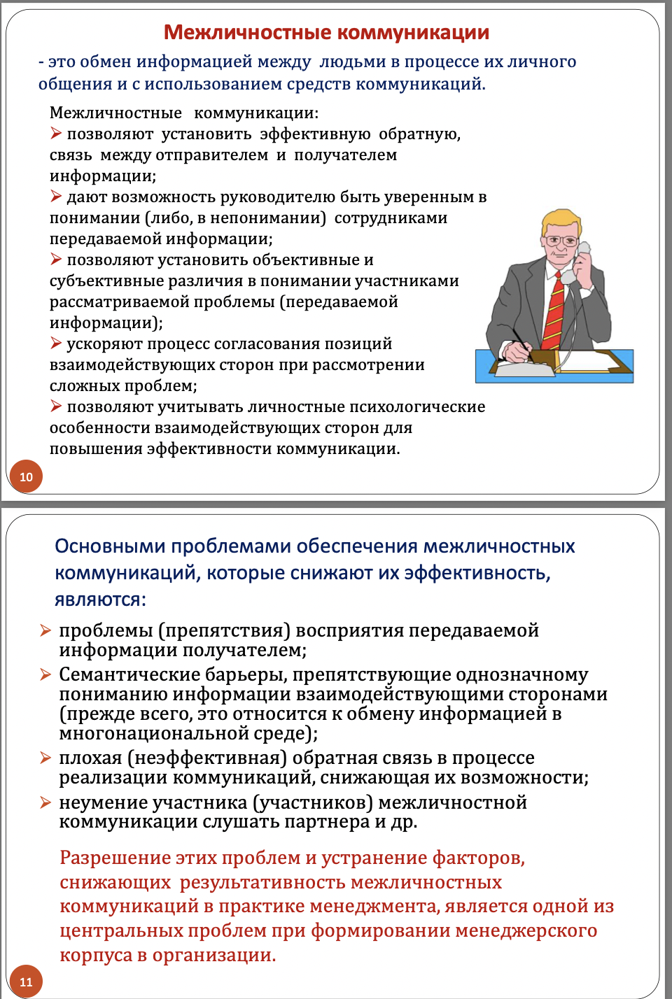 Межличностные коммуникации
- это обмен информацией между людьми в процессе их личного
общения и с использованием средств коммуникаций.
Межличностные коммуникации:
➢ позволяют установить эффективную обратную,
связь между отправителем и получателем
информации;
➢ дают возможность руководителю быть уверенным в
понимании (либо, в непонимании) сотрудниками
передаваемой информации;
➢ позволяют установить объективные и
субъективные различия в понимании участниками
рассматриваемой проблемы (передаваемой
информации);
➢ ускоряют процесс согласования позиций
взаимодействующих сторон при рассмотрении
сложных проблем;
➢ позволяют учитывать личностные психологические
особенности взаимодействующих сторон для
повышения эффективности коммуникации.
10
Основными проблемами обеспечения межличностных
коммуникаций, которые снижают их эффективность,
являются:
➢ проблемы (препятствия) восприятия передаваемой
информации получателем;
➢ Семантические барьеры, препятствующие однозначному
пониманию информации взаимодействующими сторонами
(прежде всего, это относится к обмену информацией в
многонациональной среде);
➢ плохая (неэффективная) обратная связь в процессе
реализации коммуникаций, снижающая их возможности;
➢ неумение участника (участников) межличностной
коммуникации слушать партнера и др.
Разрешение этих проблем и устранение факторов,
снижающих результативность межличностных
коммуникаций в практике менеджмента, является одной из
центральных проблем при формировании менеджерского
корпуса в организации.
11